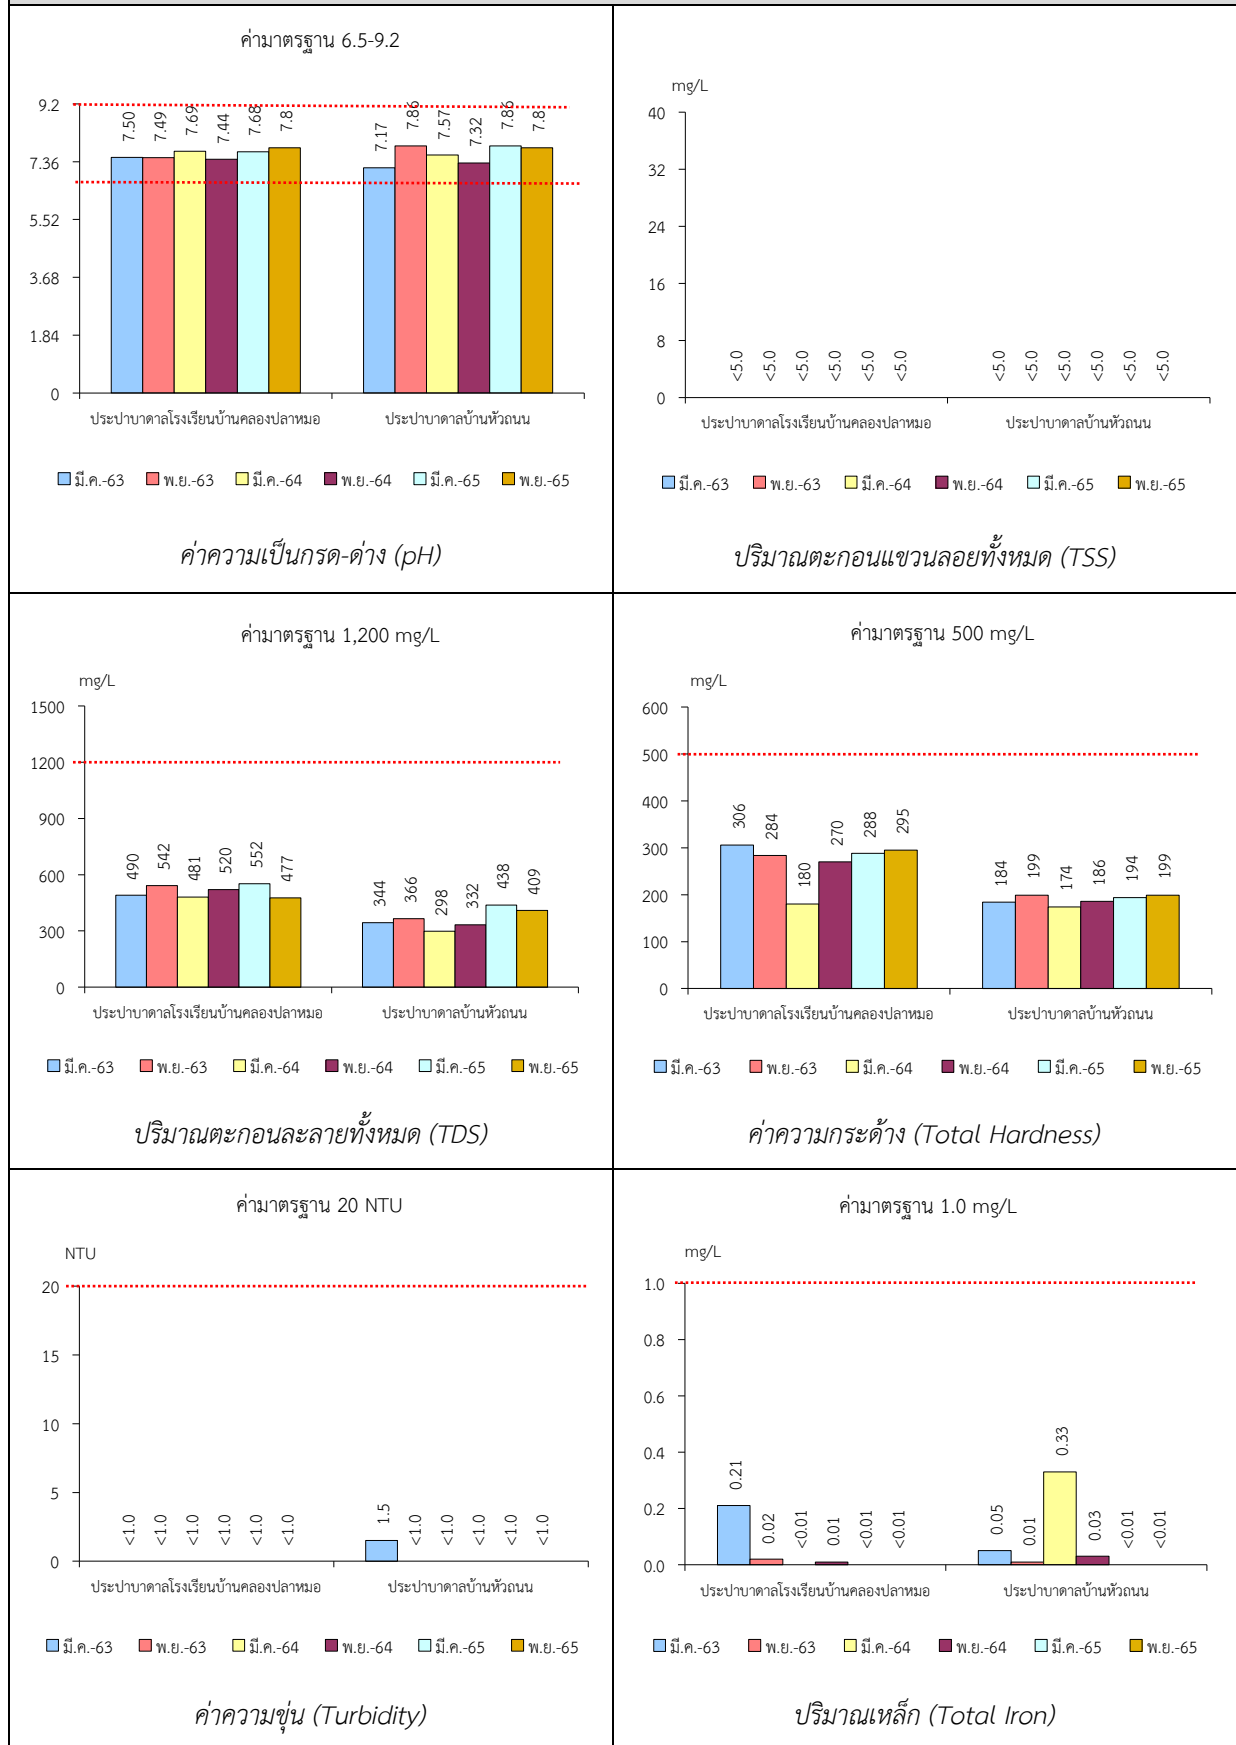 ค่ามาตรฐาน 6.5-9.2
9.2
7.36
5.52
3.68
1.84
0
7.50 7.49 7.69 7.44 7.68 7.8 7.17 7.86 7.57 7.32 7.86 7.8
ประปาบาดาลโรงเรียนบ้านคลองปลาหมอ ประปาบาดาลบ้านหัวถนน
มี.ค.-63 พ.ย.-63 มี.ค.-64 พ.ย.-64 มี.ค.-65 พ.ย.-65
ค่าความเป็นกรด-ด่าง (pH)
mg/L
40
32
24
16
8
0
<5.0 <5.0 <5.0 <5.0 <5.0 <5.0 <5.0 <5.0 <5.0 <5.0 <5.0 <5.0
ประปาบาดาลโรงเรียนบ้านคลองปลาหมอ ประปาบาดาลบ้านหัวถนน
มี.ค.-63 พ.ย.-63 มี.ค.-64 พ.ย.-64 มี.ค.-65 พ.ย.-65
ปริมาณตะกอนแขวนลอยทั้งหมด (TSS)
ค่ามาตรฐาน 1,200 mg/L
mg/L
1500
1200
900
600
300
0
490 542 481 520 552 477 344 366 298 332 438 409
ประปาบาดาลโรงเรียนบ้านคลองปลาหมอ ประปาบาดาลบ้านหัวถนน
มี.ค.-63 พ.ย.-63 มี.ค.-64 พ.ย.-64 มี.ค.-65 พ.ย.-65
ปริมาณตะกอนละลายทั้งหมด (TDS)
ค่ามาตรฐาน 500 mg/L
mg/L
600
500
400
300
200
100
0
306 284 180 270 288 295 184 199 174 186 194 199
ประปาบาดาลโรงเรียนบ้านคลองปลาหมอ ประปาบาดาลบ้านหัวถนน
มี.ค.-63 พ.ย.-63 มี.ค.-64 พ.ย.-64 มี.ค.-65 พ.ย.-65
ค่าความกระด้าง (Total Hardness)
ค่ามาตรฐาน 20 NTU
NTU
20
15
10
5
0
<1.0 <1.0 <1.0 <1.0 <1.0 <1.0 1.5 <1.0 <1.0 <1.0 <1.0 <1.0
ประปาบาดาลโรงเรียนบ้านคลองปลาหมอ ประปาบาดาลบ้านหัวถนน
มี.ค.-63 พ.ย.-63 มี.ค.-64 พ.ย.-64 มี.ค.-65 พ.ย.-65
ค่าความขุ่น (Turbidity)
ค่ามาตรฐาน 1.0 mg/L
mg/L
1.0
0.8
0.6
0.4
0.2
0.0
0.21 0.02 <0.01 0.01 <0.01 <0.01 0.05 0.01 0.33 0.03 <0.01 <0.01
ประปาบาดาลโรงเรียนบ้านคลองปลาหมอ ประปาบาดาลบ้านหัวถนน
มี.ค.-63 พ.ย.-63 มี.ค.-64 พ.ย.-64 มี.ค.-65 พ.ย.-65
ปริมาณเหล็ก (Total Iron)